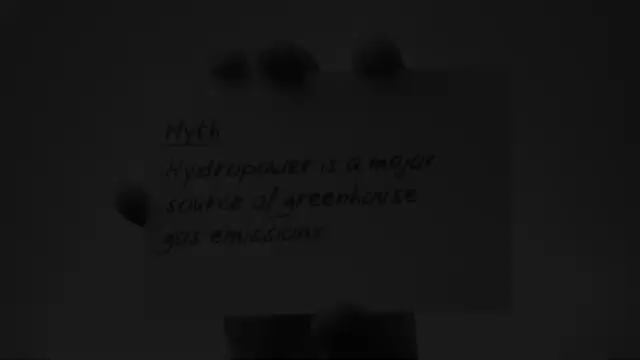 Myth
Hydropower is a major
source of greenhouse
gas emissions